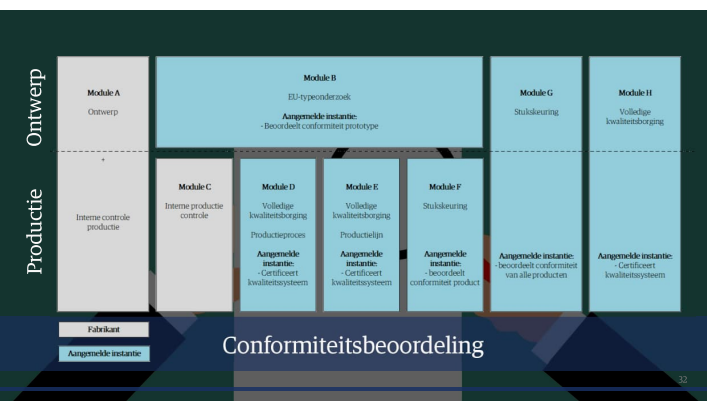 Ontwerp
Module A
Ontwerp
+
Interne controle
productie
Module B
EU-typeonderzoek
Aangemelde instantie:
- Beoordeelt conformiteit prototype
Module G
Stukskeuring
Aangemelde instantie:
- beoordeelt conformiteit
van alle producten
Module H
Volledige
kwaliteitsborging
Aangemelde instantie:
- Certificeert
kwaliteitssysteem
Productie
Module C
Interne productie
controle
Module D
Volledige
kwaliteitsborging
Productieproces
Aangemelde
instantie:
- Certificeert
kwaliteitssysteem
Module E
Volledige
kwaliteitsborging
Productielijn
Aangemelde
instantie:
- Certificeert
kwaliteitssysteem
Module F
Stukskeuring
Aangemelde
instantie:
- beoordeelt
conformiteit product
Fabrikant
Aangemelde instantie
Conformiteitsbeoordeling
32